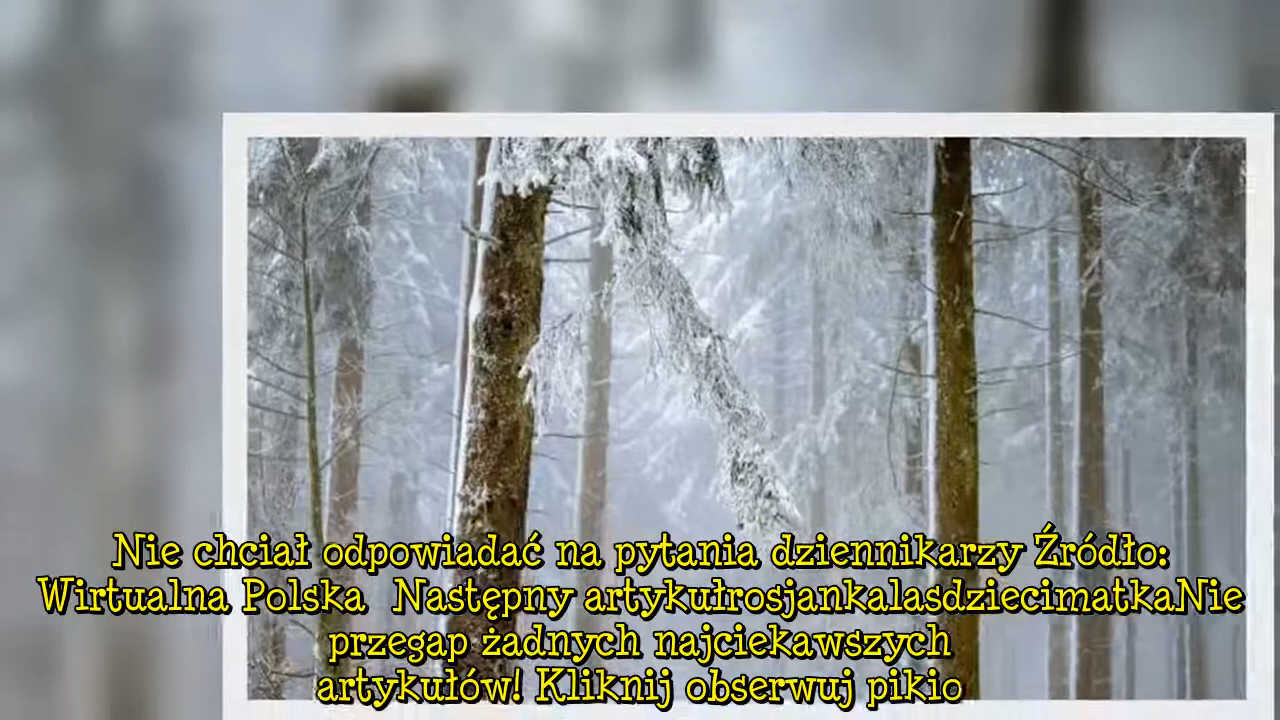 Nie chciał odpowiadać na pytania dziennikarzy Źródło:
Wirtualna Polska Następny artykułrosjankalasdziecimatkaNie
przegap żadnych najciekawszych
artykułów! Kliknij obserwuj pikio